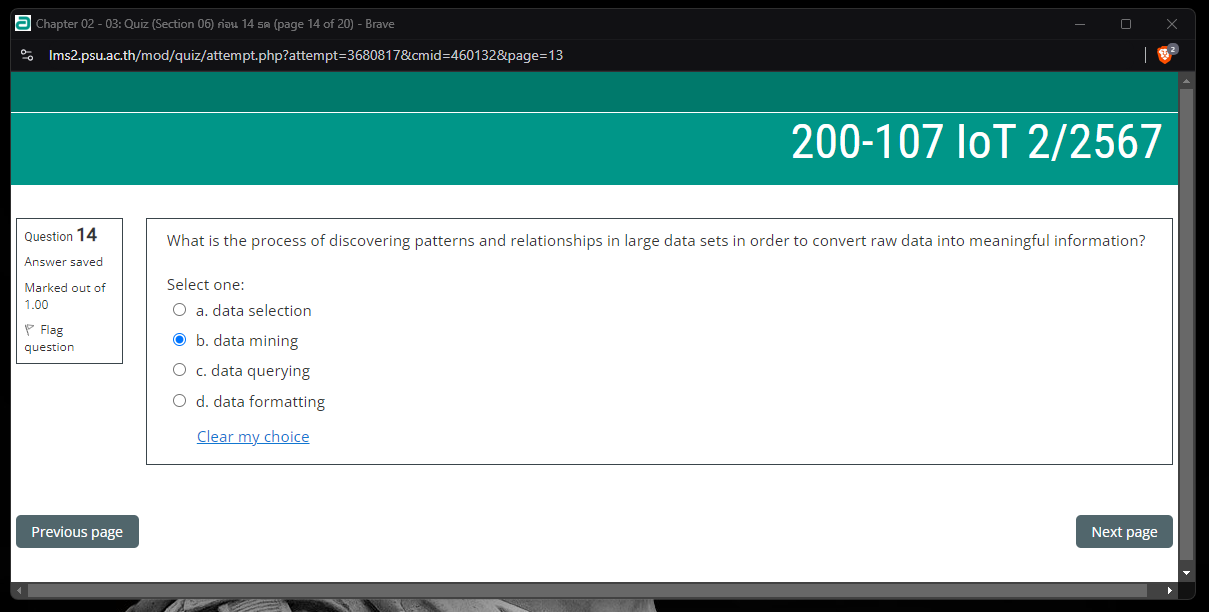 Chapter 02 - 03: Quiz (Section 06) ก่อน 14 รค (page 14 of 20) - Brave
lms2.psu.ac.th/mod/quiz/attempt.php?attempt=3680817&cmid=460132&page=13
2
200-107 IoT 2/2567
Question 14
Answer saved
Marked out of
1.00
Flag
question
What is the process of discovering patterns and relationships in large data sets in order to convert raw data into meaningful information?
Select one:
a. data selection
b. data mining
c. data querying
d. data formatting
Clear my choice
Previous page
Next page